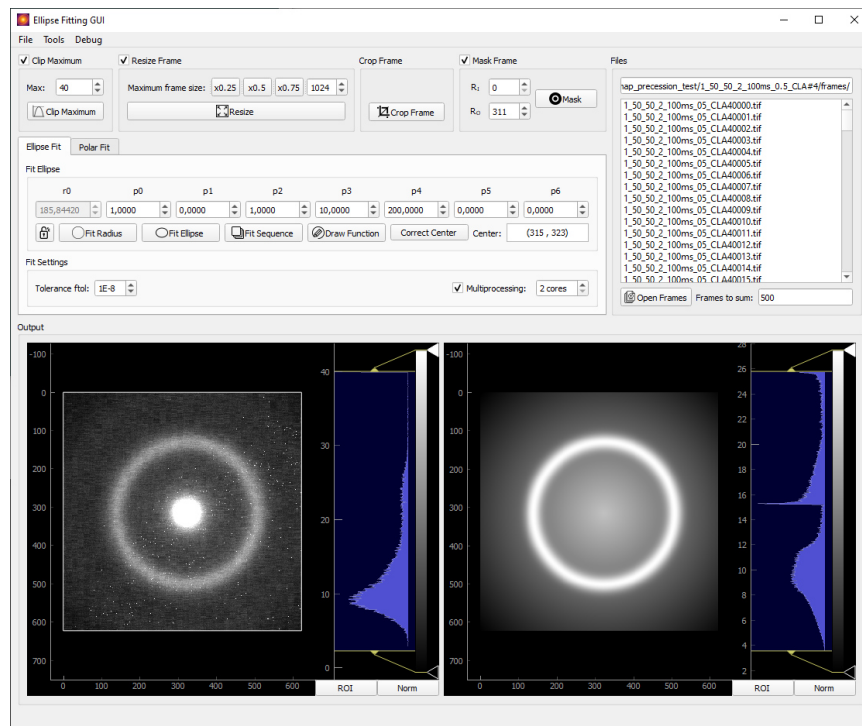 Ellipse Fitting GUI
File Tools Debug
Clip Maximum
Max: 40
Clip Maximum
Resize Frame
Maximum frame size: x0.25 x0.5 x0.75 1024
Resize
Crop Frame
Crop Frame
Mask Frame
R₁ 0
R₀ 311
Mask
Files
nap_precession_test/1_50_50_2_100ms_0.5_CLA#4/frames/
1_50_50_2_100ms_05_CLA40000.tif
1_50_50_2_100ms_05_CLA40001.tif
1_50_50_2_100ms_05_CLA40002.tif
1_50_50_2_100ms_05_CLA40003.tif
1_50_50_2_100ms_05_CLA40004.tif
1_50_50_2_100ms_05_CLA40005.tif
1_50_50_2_100ms_05_CLA40006.tif
1_50_50_2_100ms_05_CLA40007.tif
1_50_50_2_100ms_05_CLA40008.tif
1_50_50_2_100ms_05_CLA40009.tif
1_50_50_2_100ms_05_CLA40010.tif
1_50_50_2_100ms_05_CLA40011.tif
1_50_50_2_100ms_05_CLA40012.tif
1_50_50_2_100ms_05_CLA40013.tif
1_50_50_2_100ms_05_CLA40014.tif
1_50_50_2_100ms_05_CLA40015.tif
Open Frames Frames to sum: 500
Ellipse Fit Polar Fit
Fit Ellipse
r0 p0 p1 p2 p3 p4 p5 p6
185,84420 1,0000 0,0000 1,0000 10,0000 200,0000 0,0000 0,0000
Fit Radius Fit Ellipse Fit Sequence Draw Function Correct Center Center: (315 , 323)
Fit Settings
Tolerance ftol: 1E-8 Multiprocessing: 2 cores
Output
-100
0
100
200
300
400
500
600
700
0 100 200 300 400 500 600
40
30
20
10
0
ROI Norm
-100
0
100
200
300
400
500
600
700
0 100 200 300 400 500 600
28
26
24
22
20
18
16
14
12
10
8
6
4
2
ROI Norm